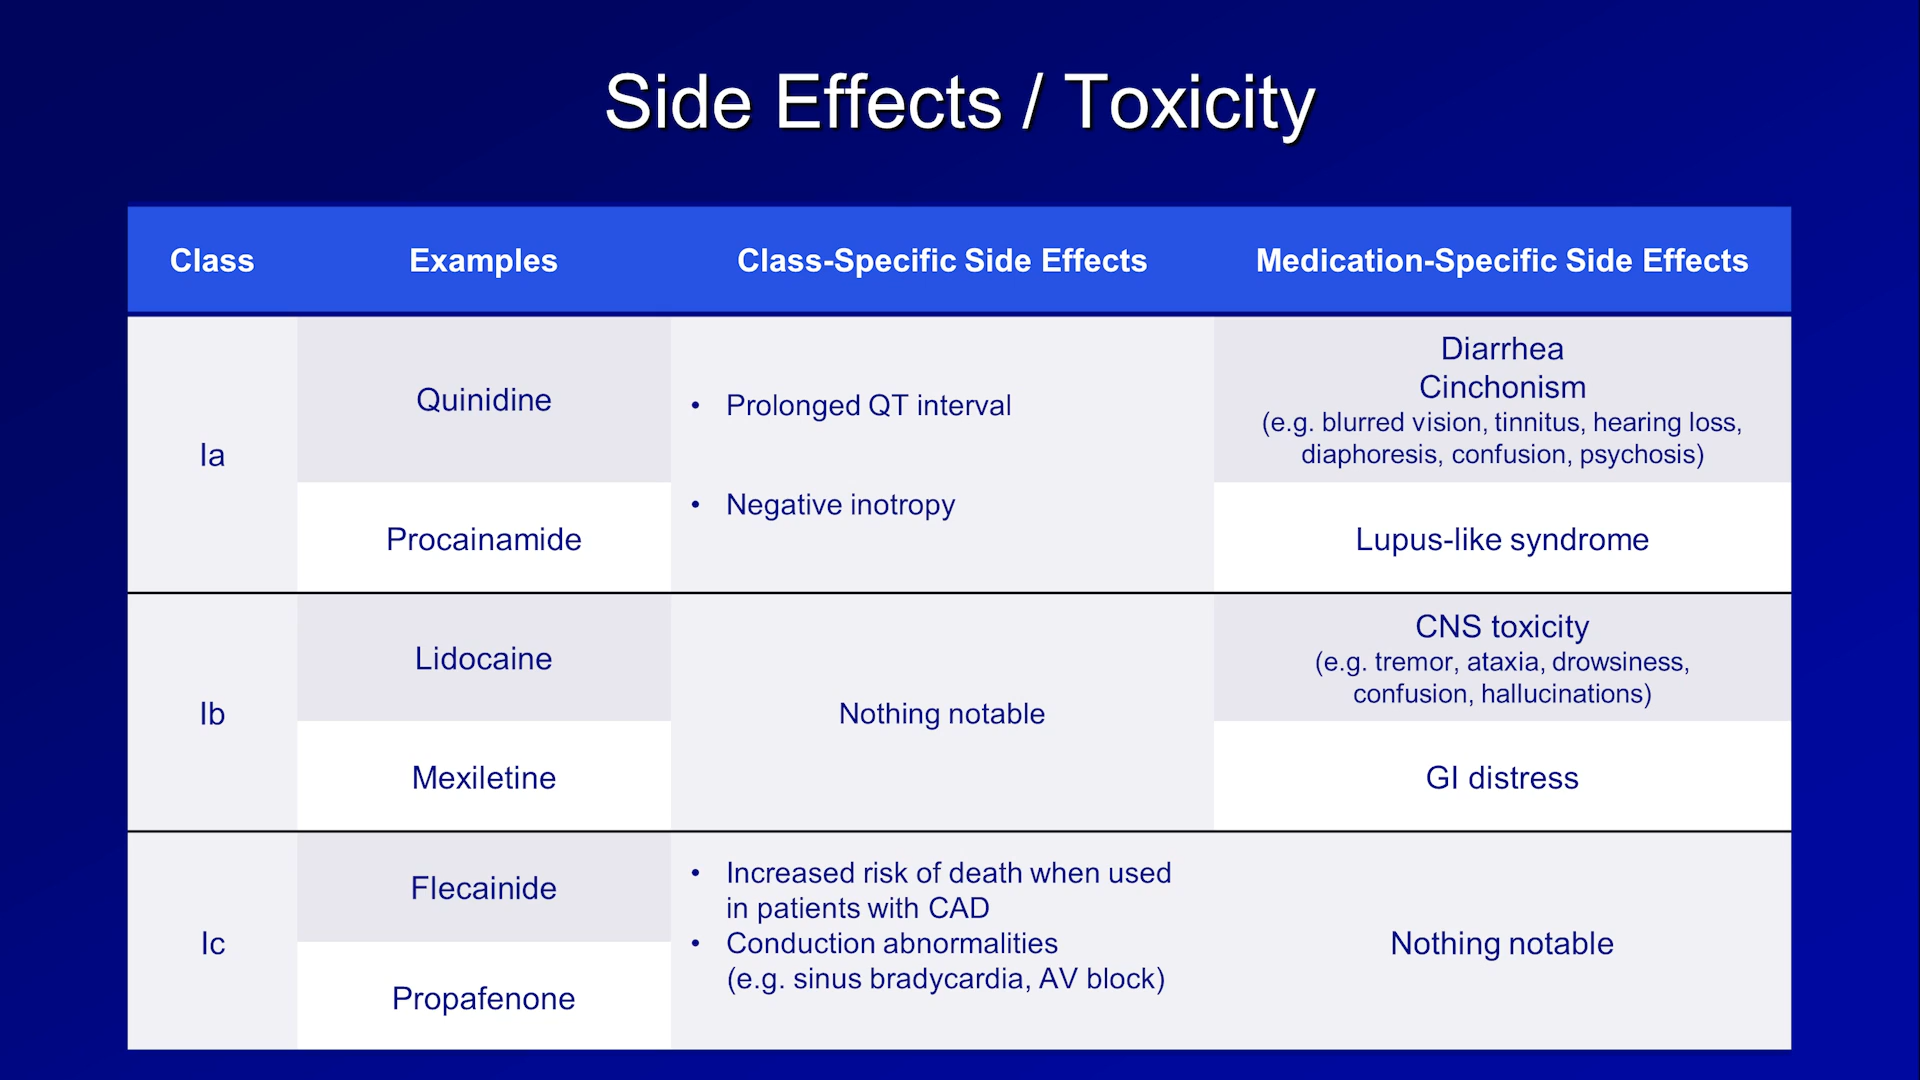 Side Effects / Toxicity
Class Examples Class-Specific Side Effects Medication-Specific Side Effects
Ia
Quinidine
Procainamide
• Prolonged QT interval
• Negative inotropy
Diarrhea
Cinchonism
(e.g. blurred vision, tinnitus, hearing loss,
diaphoresis, confusion, psychosis)
Lupus-like syndrome
Ib
Lidocaine
Mexiletine
Nothing notable
CNS toxicity
(e.g. tremor, ataxia, drowsiness,
confusion, hallucinations)
GI distress
Ic
Flecainide
Propafenone
• Increased risk of death when used
in patients with CAD
• Conduction abnormalities
(e.g. sinus bradycardia, AV block)
Nothing notable